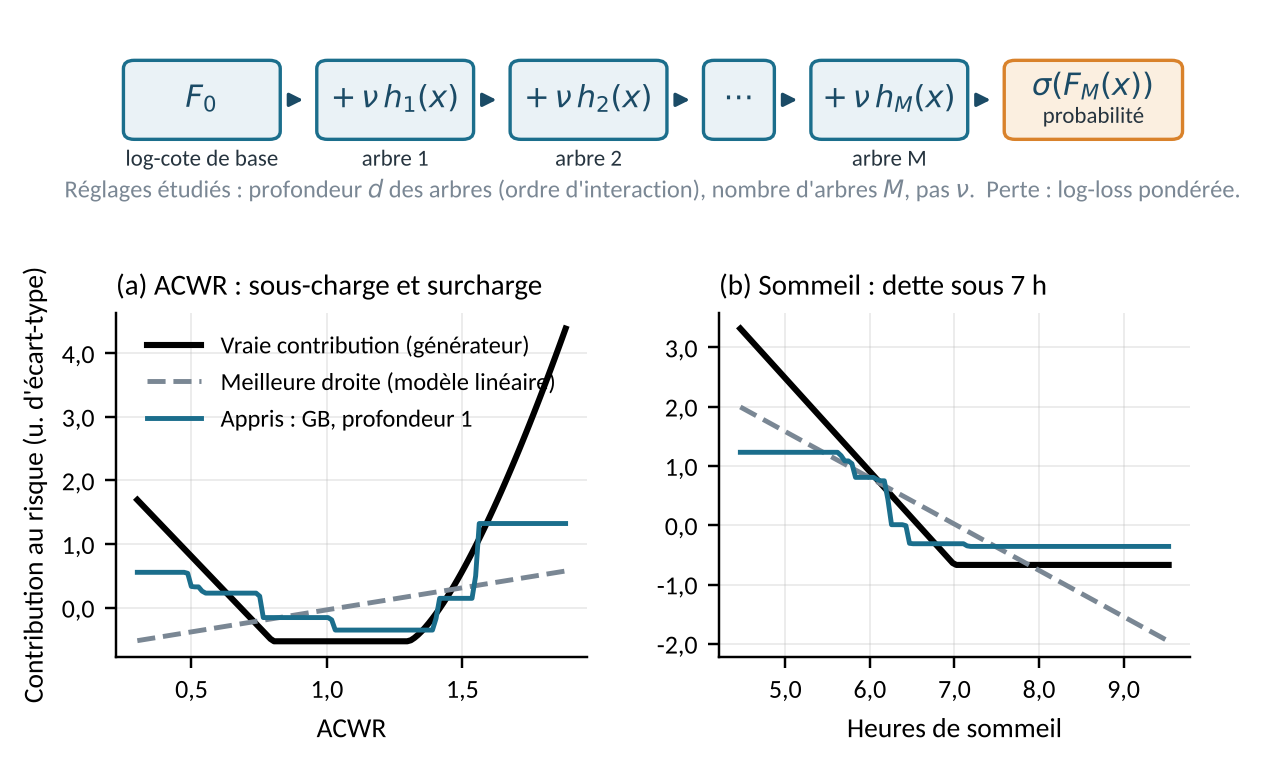 F₀
+ ν h₁(x)
+ ν h₂(x)
⋯
+ ν h_M(x)
σ(F_M(x))
probabilité
log-cote de base
arbre 1
arbre 2
arbre M
Réglages étudiés : profondeur d des arbres (ordre d'interaction), nombre d'arbres M, pas ν. Perte : log-loss pondérée.
Contribution au risque (u. d'écart-type)
(a) ACWR : sous-charge et surcharge
Vraie contribution (générateur)
Meilleure droite (modèle linéaire)
Appris : GB, profondeur 1
4,0
3,0
2,0
1,0
0,0
0,5
1,0
1,5
ACWR
(b) Sommeil : dette sous 7 h
3,0
2,0
1,0
0,0
-1,0
-2,0
5,0
6,0
7,0
8,0
9,0
Heures de sommeil